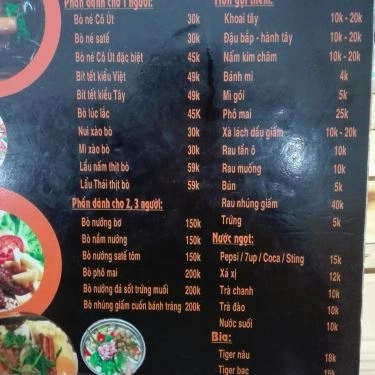 Phần dành cho 1 người:
Bò né Cô Út 30k
Bò né saté 30k
Bò né Cô Út đặc biệt 45k
Bít tết kiểu Việt 49k
Bít tết kiểu Tây 49k
Bò lúc lắc 45K
Nui xào bò 30K
Mì xào bò 30k
Lẩu nấm thịt bò 59k
Lẩu Thái thịt bò 59k
Phần dành cho 2, 3 người:
Bò nướng bơ 150k
Bò nầm nướng 150k
Bò nướng saté tôm 150k
Bò phô mai 200k
Bò nướng đá sốt trứng muối 200k
Bò nhúng giấm cuốn bánh tráng 200k
Món gọi thêm:
Khoai tây 10k - 20k
Đậu bắp - hành tây 10k - 20k
Nấm kim châm 10k - 20k
Bánh mì 4k
Mì gói 5k
Phô mai 25k
Xà lách dầu giấm 10k - 20k
Rau tần ô 10k
Rau muống 10k
Bún 5k
Rau nhúng giấm 40k
Trứng 5k
Nước ngọt:
Pepsi / 7up / Coca / Sting 15k
Xá xị 12k
Trà chanh 10k
Trà đào 10k
Nước suối 10k
Bia:
Tiger nâu 18k
Tiger bạc 19k